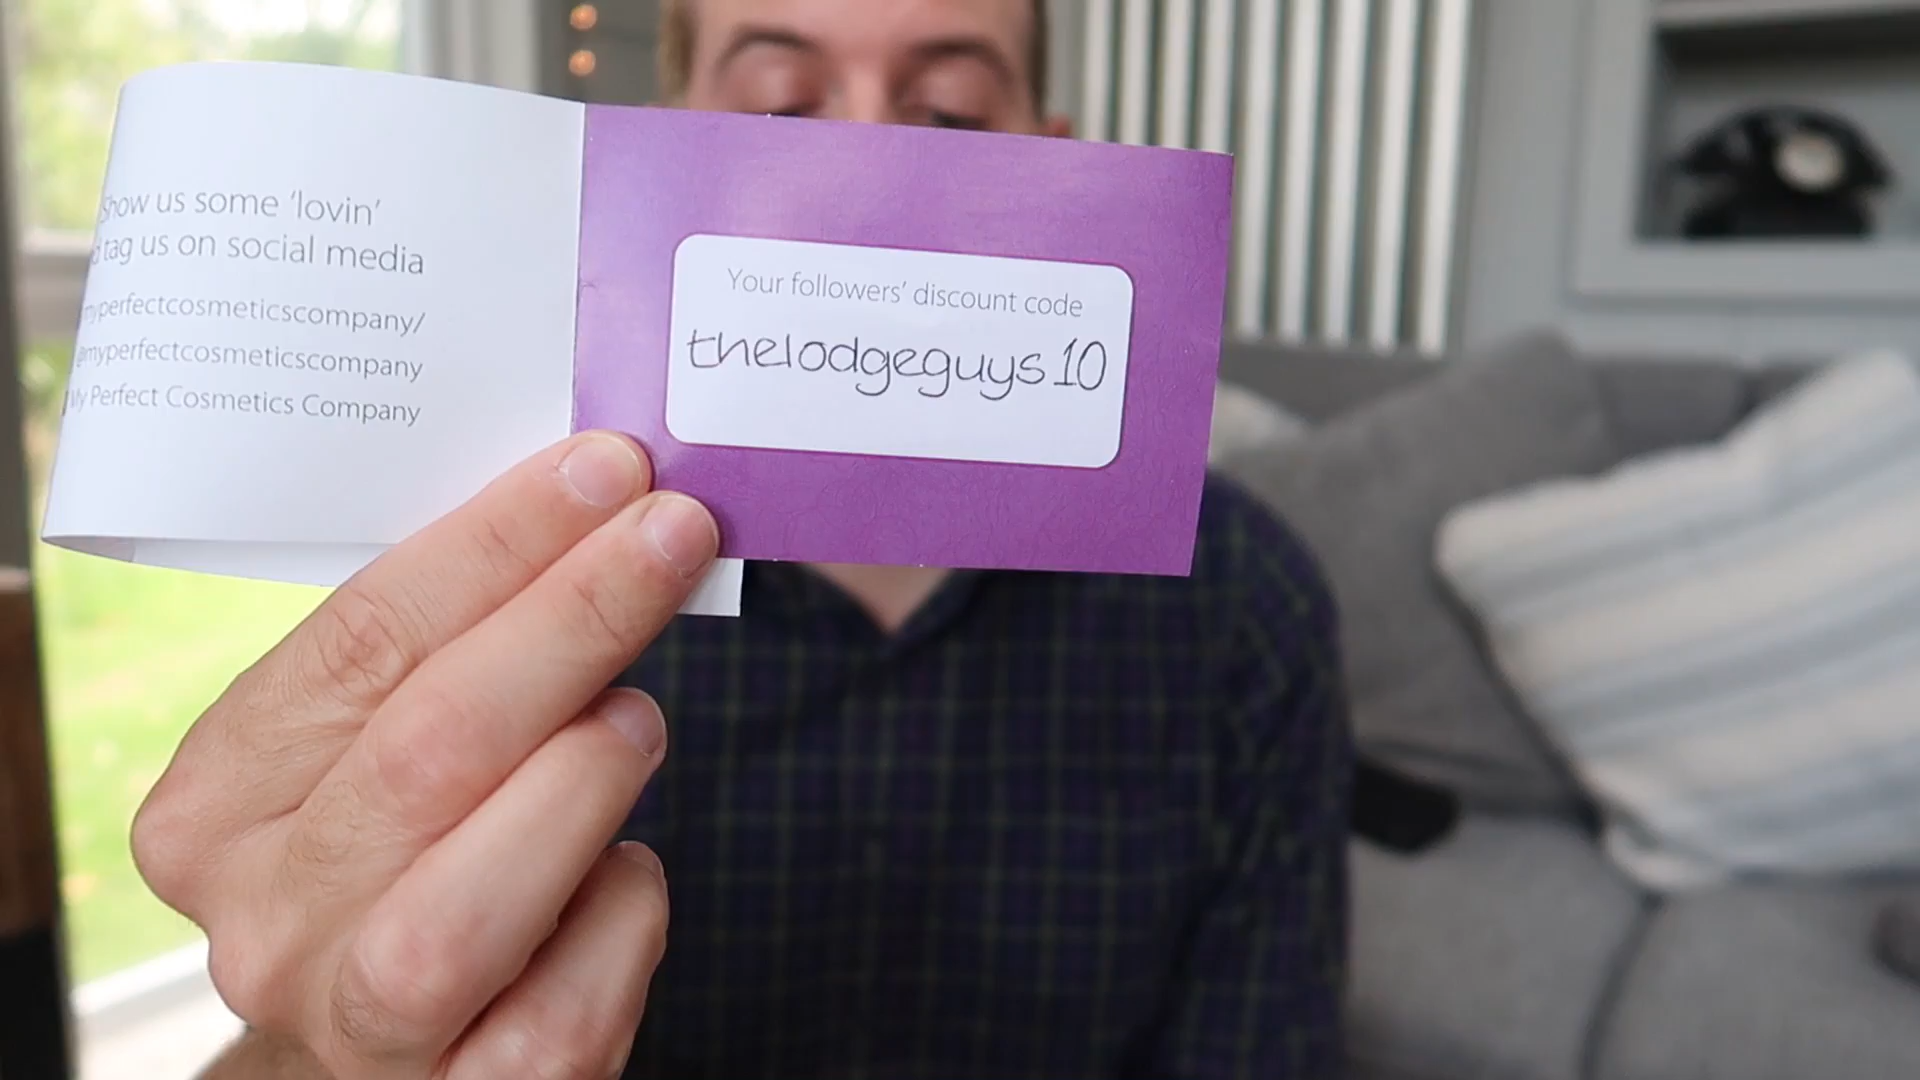 Show us some 'lovin'
tag us on social media
myperfectcosmeticscompany/
@myperfectcosmeticscompany
My Perfect Cosmetics Company
Your followers' discount code
thelodgeguys10